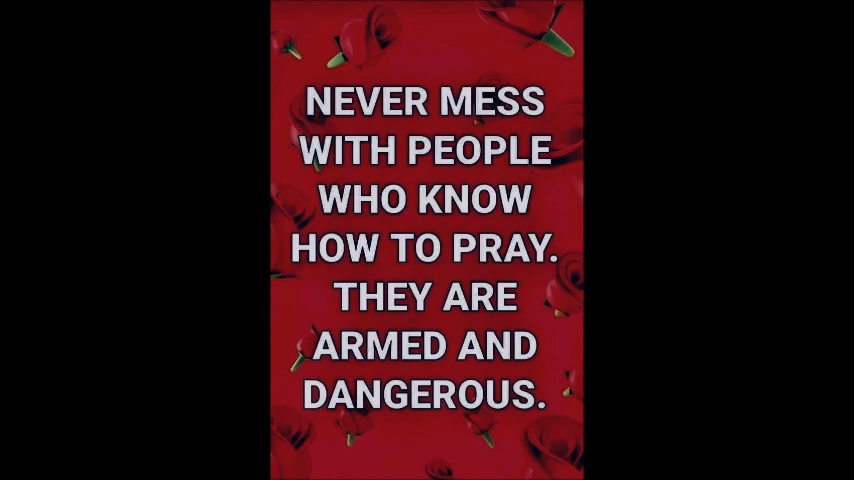 NEVER MESS
WITH PEOPLE
WHO KNOW
HOW TO PRAY.
THEY ARE
ARMED AND
DANGEROUS.